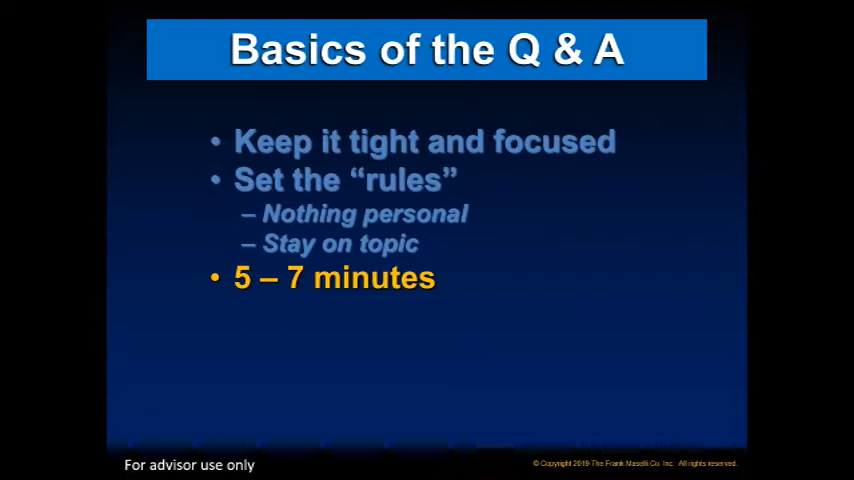 Basics of the Q & A
• Keep it tight and focused
• Set the “rules”
– Nothing personal
– Stay on topic
• 5 – 7 minutes
For advisor use only
© Copyright 2019 The Frank Maselli Co. Inc. All rights reserved.